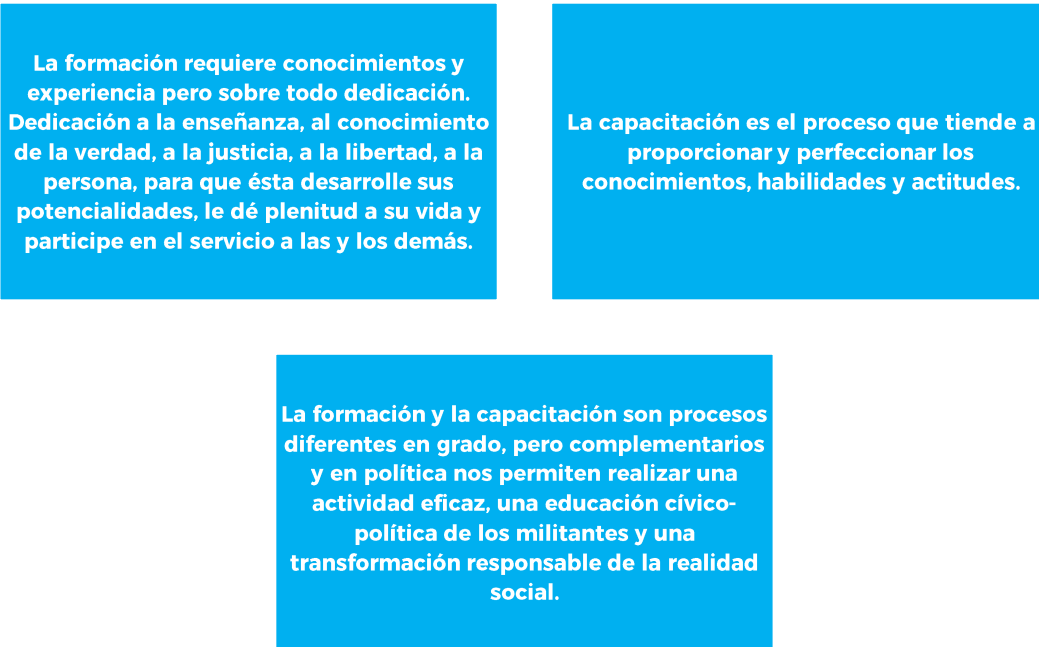 La formación requiere conocimientos y
experiencia pero sobre todo dedicación.
Dedicación a la enseñanza, al conocimiento
de la verdad, a la justicia, a la libertad, a la
persona, para que ésta desarrolle sus
potencialidades, le dé plenitud a su vida y
participe en el servicio a las y los demás.
La capacitación es el proceso que tiende a
proporcionar y perfeccionar los
conocimientos, habilidades y actitudes.
La formación y la capacitación son procesos
diferentes en grado, pero complementarios
y en política nos permiten realizar una
actividad eficaz, una educación cívico-
política de los militantes y una
transformación responsable de la realidad
social.